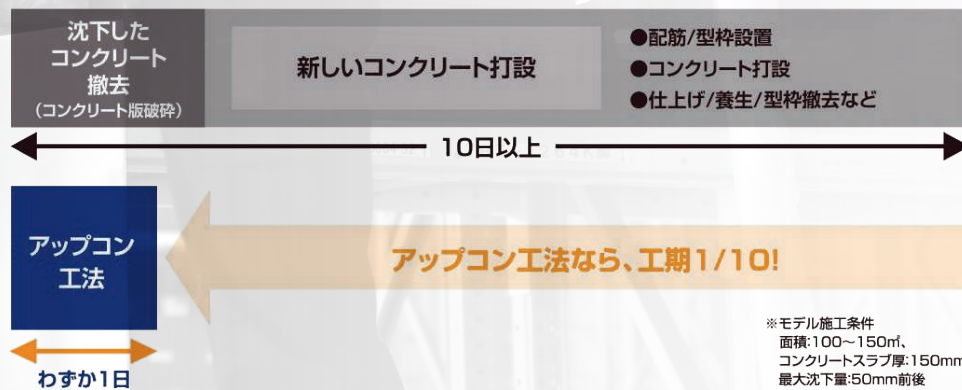 沈下した
コンクリート
撤去
(コンクリート版破砕)
新しいコンクリート打設
●配筋/型枠設置
●コンクリート打設
●仕上げ/養生/型枠撤去など
10日以上
アップコン
工法
アップコン工法なら、工期1/10!
わずか1日
※モデル施工条件
面積:100〜150㎡、
コンクリートスラブ厚:150mm
最大沈下量:50mm前後